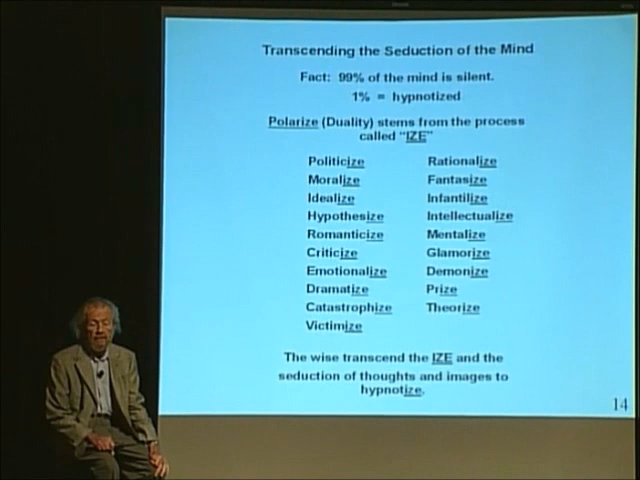 Transcending the Seduction of the Mind
Fact: 99% of the mind is silent.
1% = hypnotized
Polarize (Duality) stems from the process
called "IZE"
Politicize Rationalize
Moralize Fantasize
Idealize Infantilize
Hypothesize Intellectualize
Romanticize Mentalize
Criticize Glamorize
Emotionalize Demonize
Dramatize Prize
Catastrophize Theorize
Victimize
The wise transcend the IZE and the
seduction of thoughts and images to
hypnotize.
14